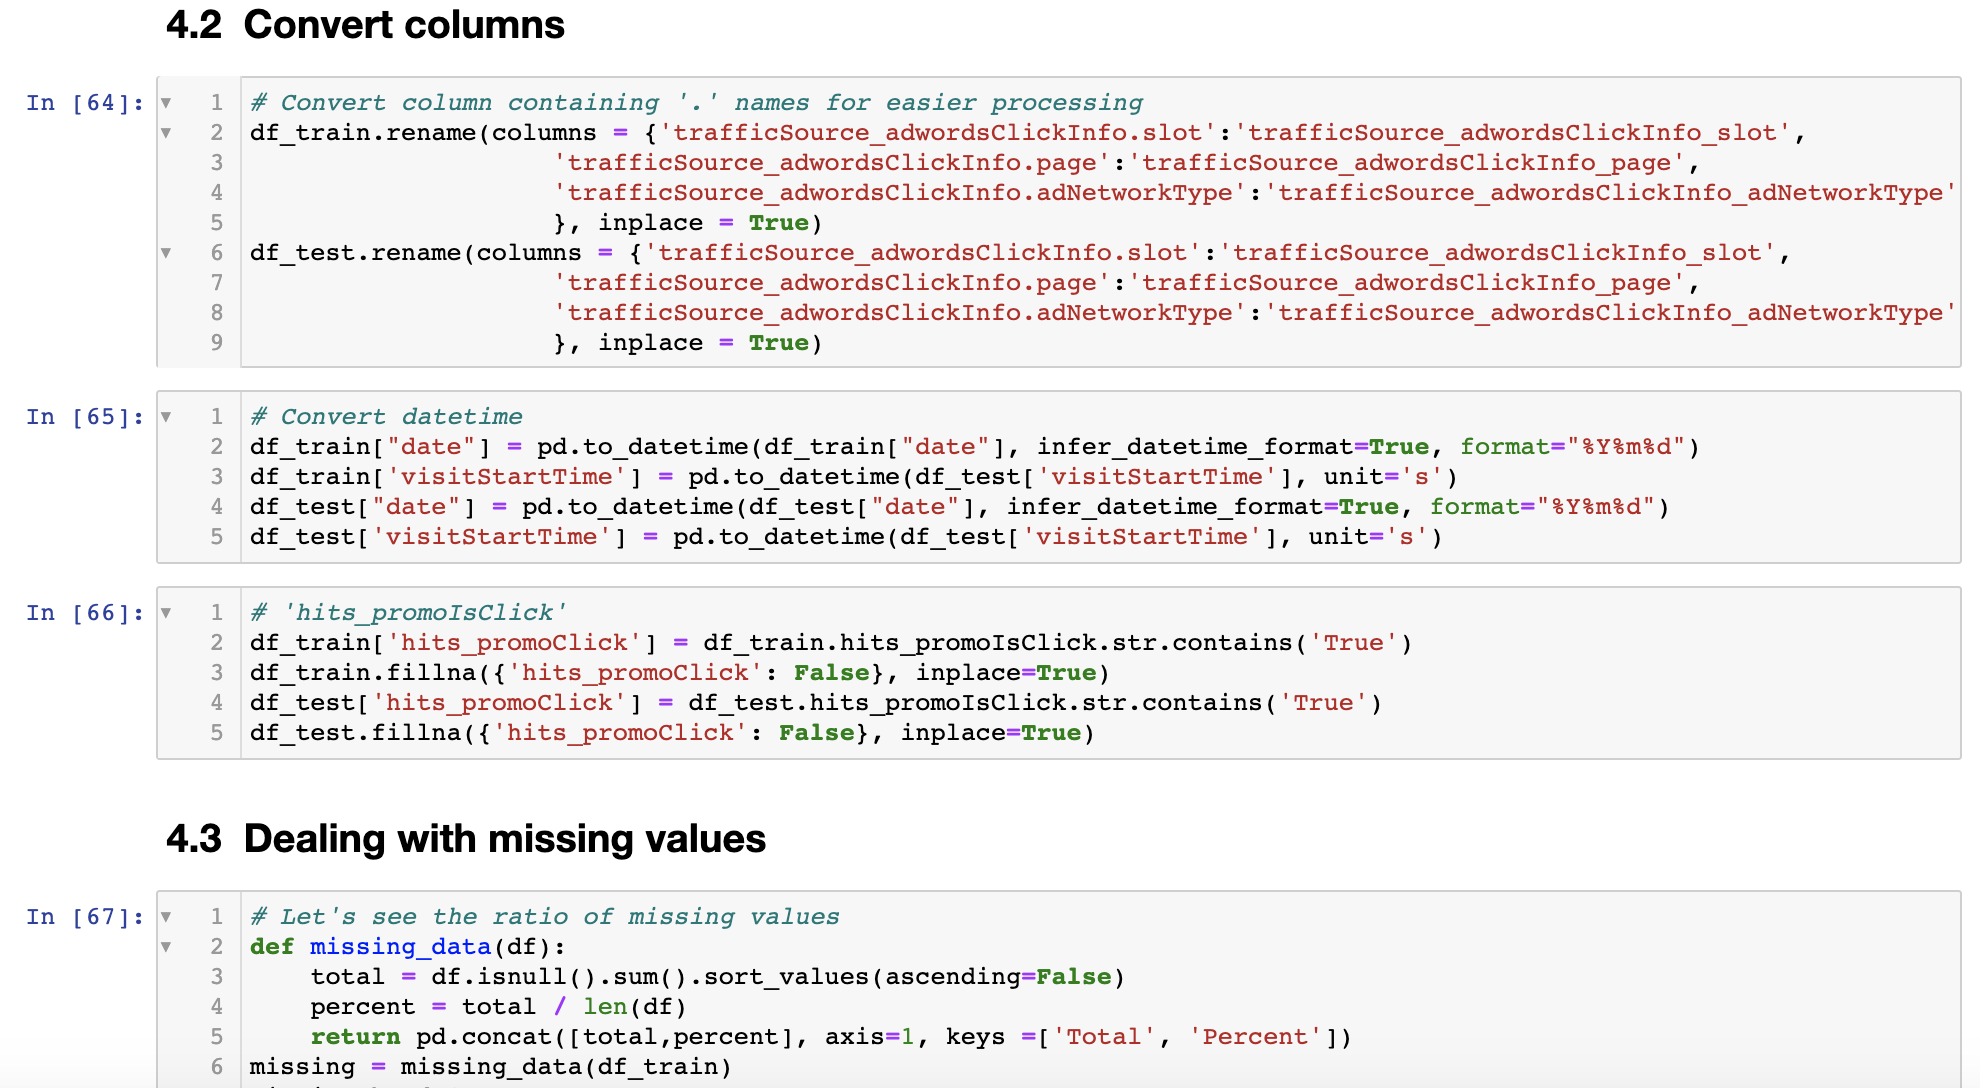 4.2 Convert columns
In [64]:
1 # Convert column containing '.' names for easier processing
2 df_train.rename(columns = {'trafficSource_adwordsClickInfo.slot':'trafficSource_adwordsClickInfo_slot',
3 'trafficSource_adwordsClickInfo.page':'trafficSource_adwordsClickInfo_page',
4 'trafficSource_adwordsClickInfo.adNetworkType':'trafficSource_adwordsClickInfo_adNetworkType'
5 }, inplace = True)
6 df_test.rename(columns = {'trafficSource_adwordsClickInfo.slot':'trafficSource_adwordsClickInfo_slot',
7 'trafficSource_adwordsClickInfo.page':'trafficSource_adwordsClickInfo_page',
8 'trafficSource_adwordsClickInfo.adNetworkType':'trafficSource_adwordsClickInfo_adNetworkType'
9 }, inplace = True)
In [65]:
1 # Convert datetime
2 df_train["date"] = pd.to_datetime(df_train["date"], infer_datetime_format=True, format="%Y%m%d")
3 df_train['visitStartTime'] = pd.to_datetime(df_test['visitStartTime'], unit='s')
4 df_test["date"] = pd.to_datetime(df_test["date"], infer_datetime_format=True, format="%Y%m%d")
5 df_test['visitStartTime'] = pd.to_datetime(df_test['visitStartTime'], unit='s')
In [66]:
1 # 'hits_promoIsClick'
2 df_train['hits_promoClick'] = df_train.hits_promoIsClick.str.contains('True')
3 df_train.fillna({'hits_promoClick': False}, inplace=True)
4 df_test['hits_promoClick'] = df_test.hits_promoIsClick.str.contains('True')
5 df_test.fillna({'hits_promoClick': False}, inplace=True)
4.3 Dealing with missing values
In [67]:
1 # Let's see the ratio of missing values
2 def missing_data(df):
3 total = df.isnull().sum().sort_values(ascending=False)
4 percent = total / len(df)
5 return pd.concat([total,percent], axis=1, keys =['Total', 'Percent'])
6 missing = missing_data(df_train)